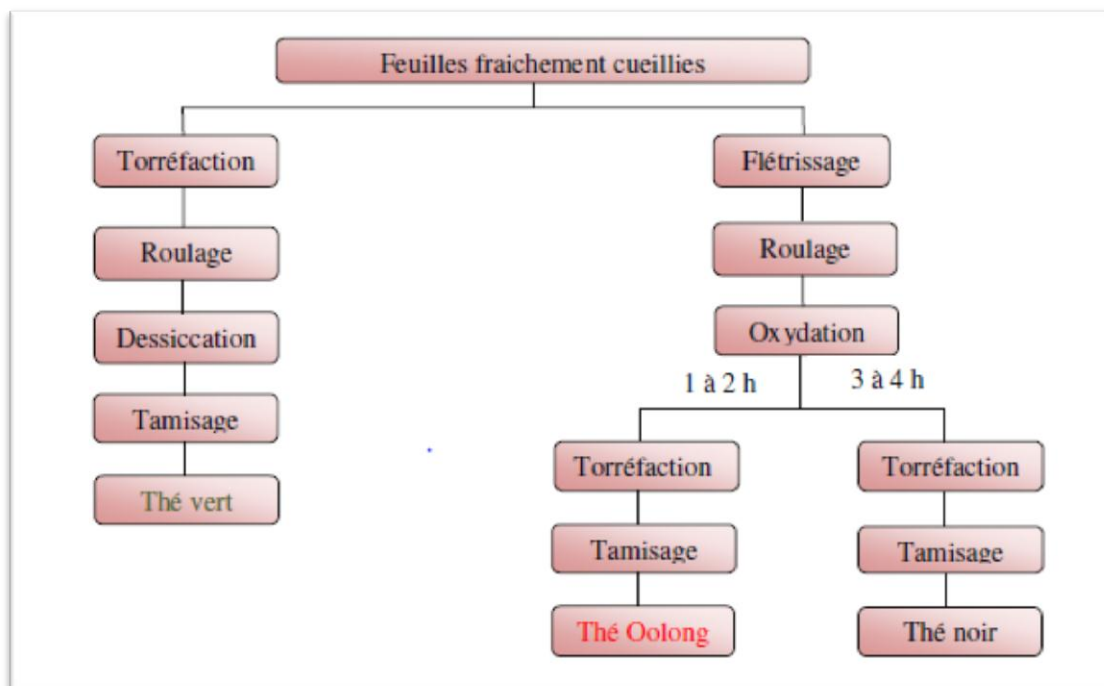 Feuilles fraichement cueillies
Torréfaction
Roulage
Dessiccation
Tamisage
Thé vert
Flétrissage
Roulage
Oxydation
1 à 2 h
3 à 4 h
Torréfaction
Tamisage
Thé Oolong
Torréfaction
Tamisage
Thé noir